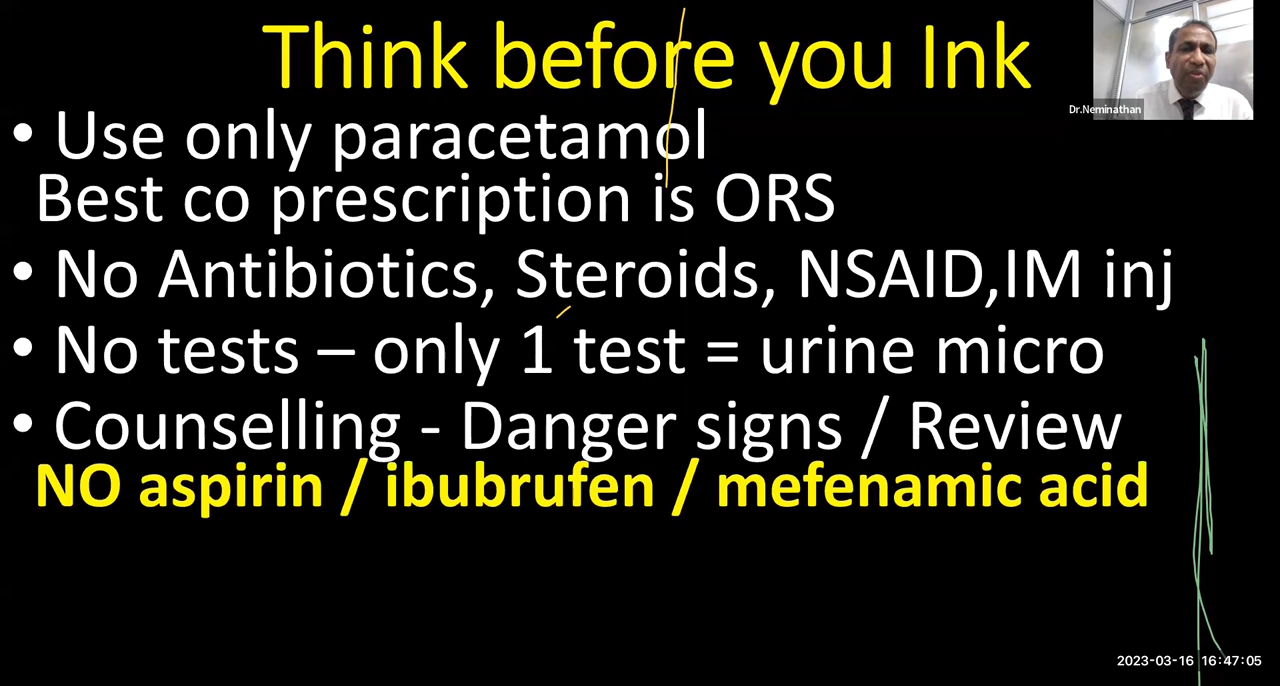 Think before you Ink
Dr.Neminathan
• Use only paracetamol
Best co prescription is ORS
• No Antibiotics, Steroids, NSAID,IM inj
• No tests – only 1 test = urine micro
• Counselling - Danger signs / Review
NO aspirin / ibubrufen / mefenamic acid
2023-03-16 16:47:05